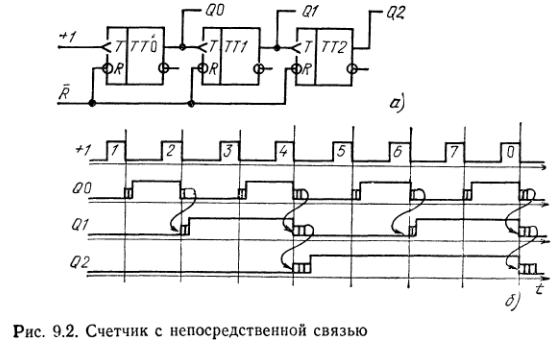 Q0 Q1 Q2
+1 T TT0 T TT1 T TT2
R̄ R R R
а)
+1 1 2 3 4 5 6 7 0
Q0
Q1
Q2
t
б)
Рис. 9.2. Счетчик с непосредственной связью